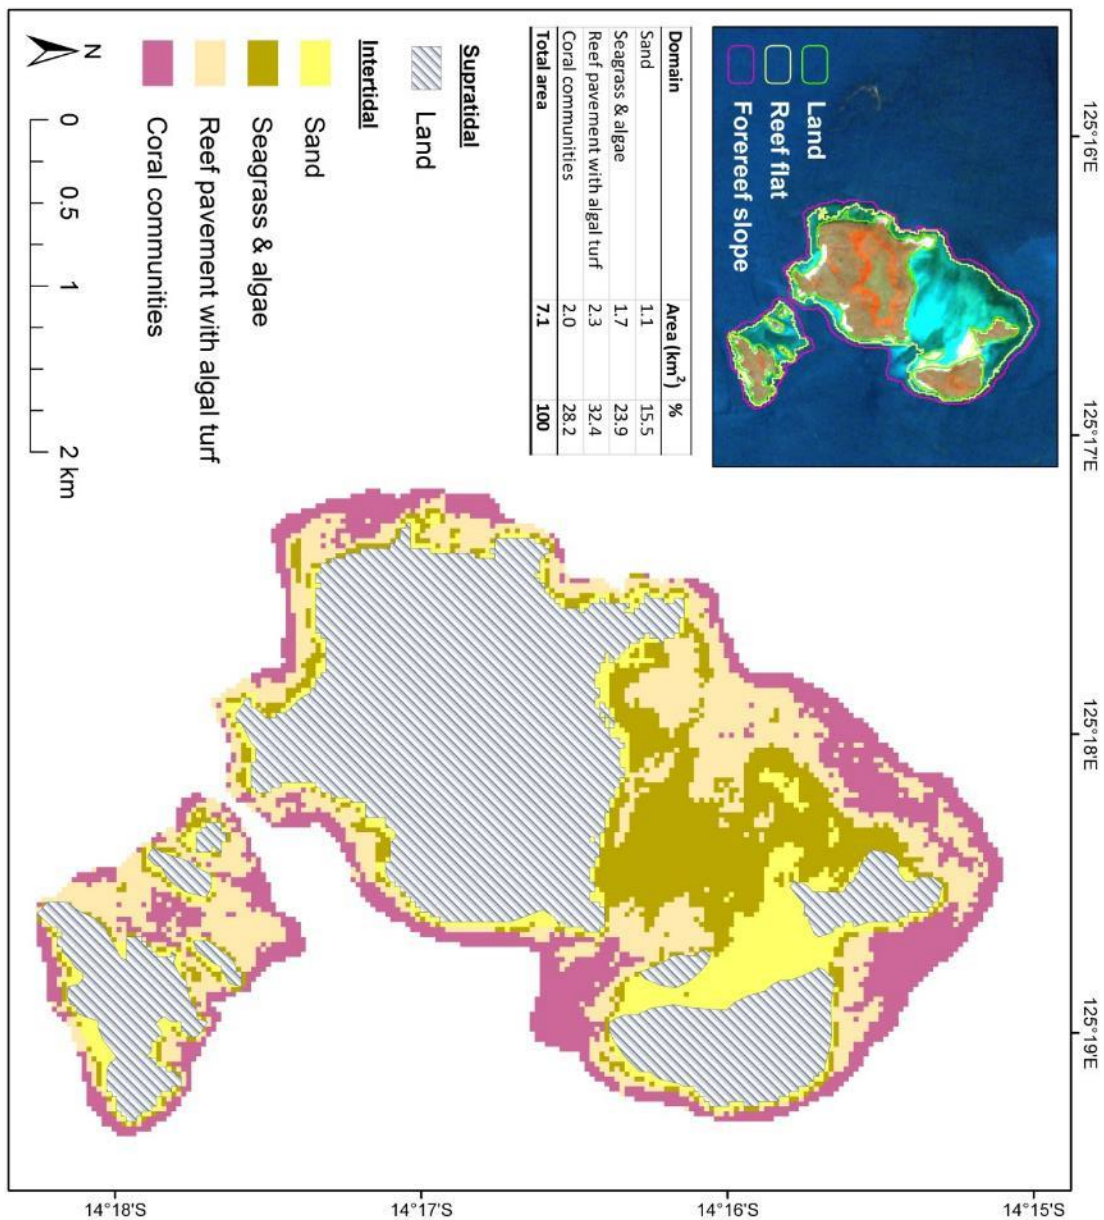 125°16'E
125°17'E
125°18'E
125°19'E
Land
Reef flat
Forereef slope
Domain Area (km²) %
Sand 1.1 15.5
Seagrass & algae 1.7 23.9
Reef pavement with algal turf 2.3 32.4
Coral communities 2.0 28.2
Total area 7.1 100
Supratidal
Land
Intertidal
Sand
Seagrass & algae
Reef pavement with algal turf
Coral communities
N
0 0.5 1 2 km
14°15'S
14°16'S
14°17'S
14°18'S